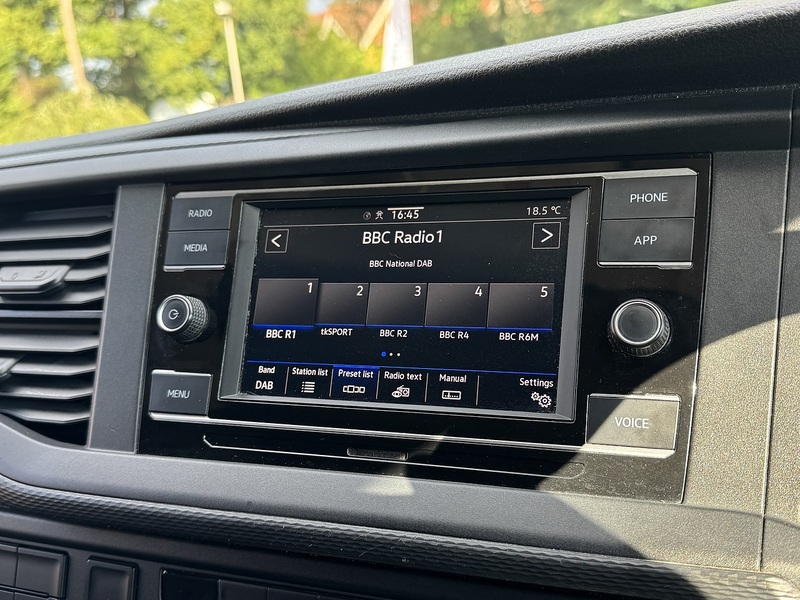 RADIO
MEDIA
MENU
16:45
18.5 °C
BBC Radio1
BBC National DAB
1 2 3 4 5
BBC R1 tkSPORT BBC R2 BBC R4 BBC R6M
Band Station list Preset list Radio text Manual Settings
DAB
PHONE
APP
VOICE